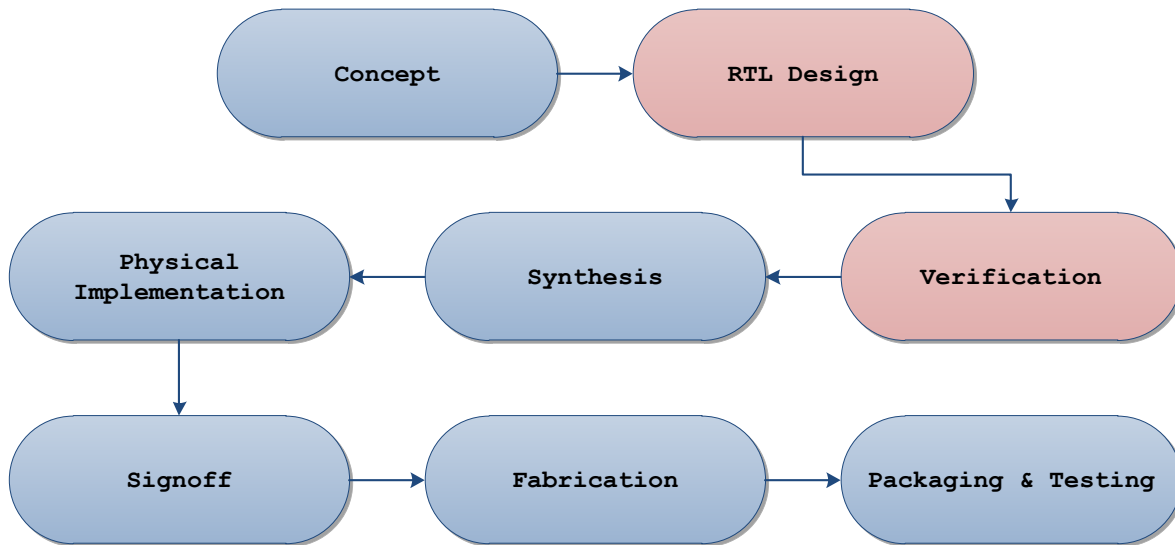 Concept
RTL Design
Physical
Implementation
Synthesis
Verification
Signoff
Fabrication
Packaging & Testing